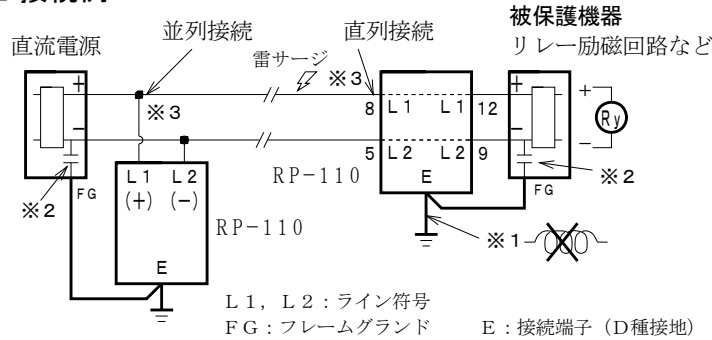 被保護機器
直流電源
並列接続
直列接続
リレー励磁回路など
雷サージ
※3
※3
+
+
+
8
L1
L1
12
Ry
−
−
−
5
L2
L2
9
※2
FG
L1
L2
(+)
(−)
RP-110
E
FG
※2
RP-110
※1
E
L1,L2:ライン符号
FG:フレームグランド
E:接続端子(D種接地)